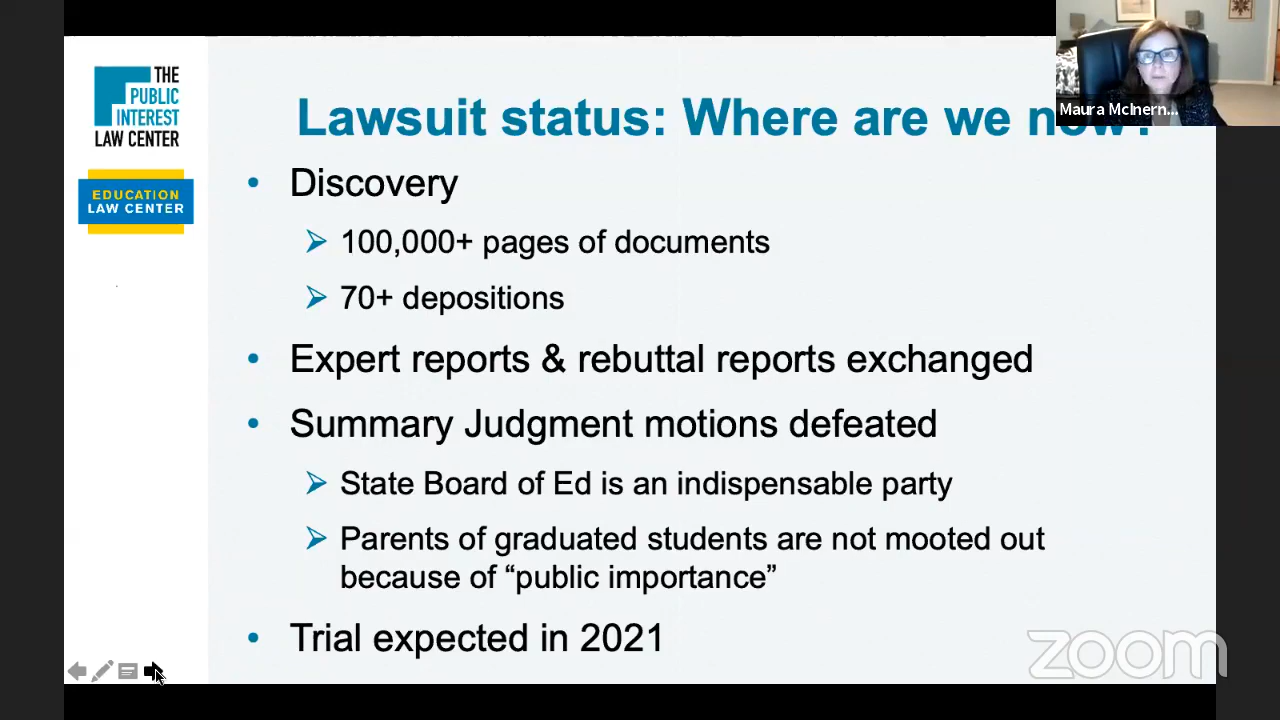 THE
PUBLIC
INTEREST
LAW CENTER
EDUCATION
LAW CENTER
Lawsuit status: Where are we now?
• Discovery
➢ 100,000+ pages of documents
➢ 70+ depositions
• Expert reports & rebuttal reports exchanged
• Summary Judgment motions defeated
➢ State Board of Ed is an indispensable party
➢ Parents of graduated students are not mooted out
because of “public importance”
• Trial expected in 2021
Maura McInern...
zoom